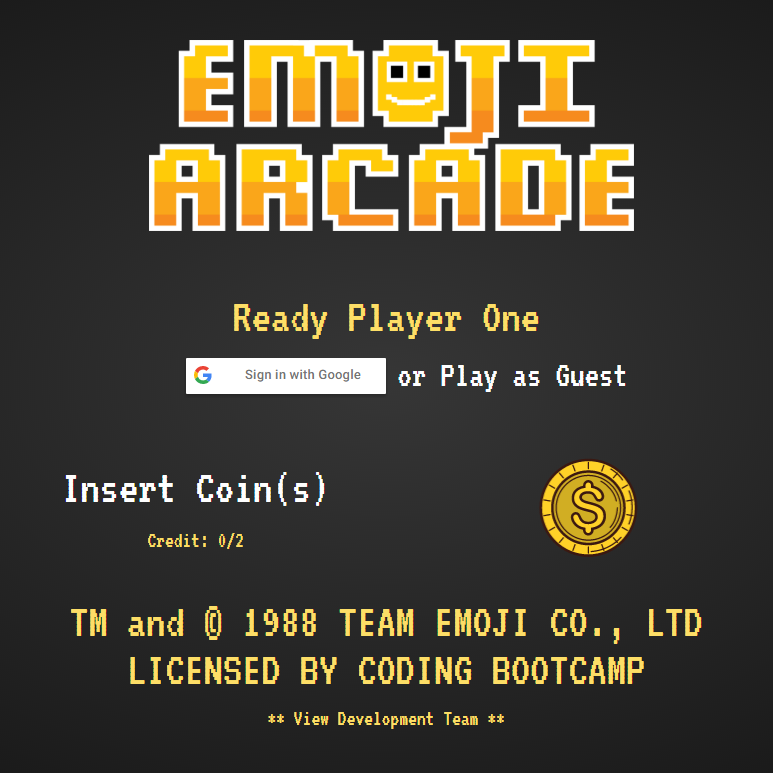 EMOJI
ARCADE
Ready Player One
Sign in with Google or Play as Guest
Insert Coin(s)
$
Credit: 0/2
TM and © 1988 TEAM EMOJI CO., LTD
LICENSED BY CODING BOOTCAMP
** View Development Team **